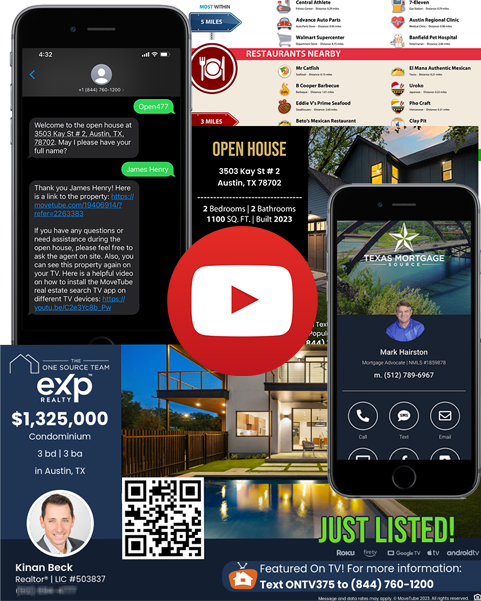 MOST WITHIN
5 MILES
Central Athlete
Advance Auto Parts
Walmart Supercenter
7-Eleven
Austin Regional Clinic
Banfield Pet Hospital
RESTAURANTS NEARBY
Mr Catfish
B Cooper Barbecue
Eddie V's Prime Seafood
Beto's Mexican Restaurant
El Mana Authentic Mexican
Uroko
Pho Craft
Clay Pit
3 MILES
4:32
+1 (844) 760-1200
Open477
Welcome to the open house at
3503 Kay St # 2, Austin, TX,
78702. May I please have your
full name?
James Henry
Thank you James Henry! Here
is a link to the property: https://
movetube.com/19406914/?
refer=2263383
If you have any questions or
need assistance during the
open house, please feel free to
ask the agent on site. Also, you
can see this property again on
your TV. Here is a helpful video
on how to install the MoveTube
real estate search TV app on
different TV devices: https://
youtu.be/C2e3Yc8b_Pw
OPEN HOUSE
3503 Kay St # 2
Austin, TX 78702
2 Bedrooms | 2 Bathrooms
1100 SQ. FT. | Built 2023
TEXAS MORTGAGE
SOURCE
Mark Hairston
Mortgage Advocate | NMLS #1859878
m. (512) 789-6967
Call
Text
Email
THE
ONE SOURCE TEAM
exp
REALTY
$1,325,000
Condominium
3 bd | 3 ba
in Austin, TX
Kinan Beck
Realtor® | LIC #503837
JUST LISTED!
Roku fire tv Google TV tv androidtv
Featured On TV! For more information:
Text ONTV375 to (844) 760-1200
Message and data rates may apply. © MoveTube 2023. All rights reserved.